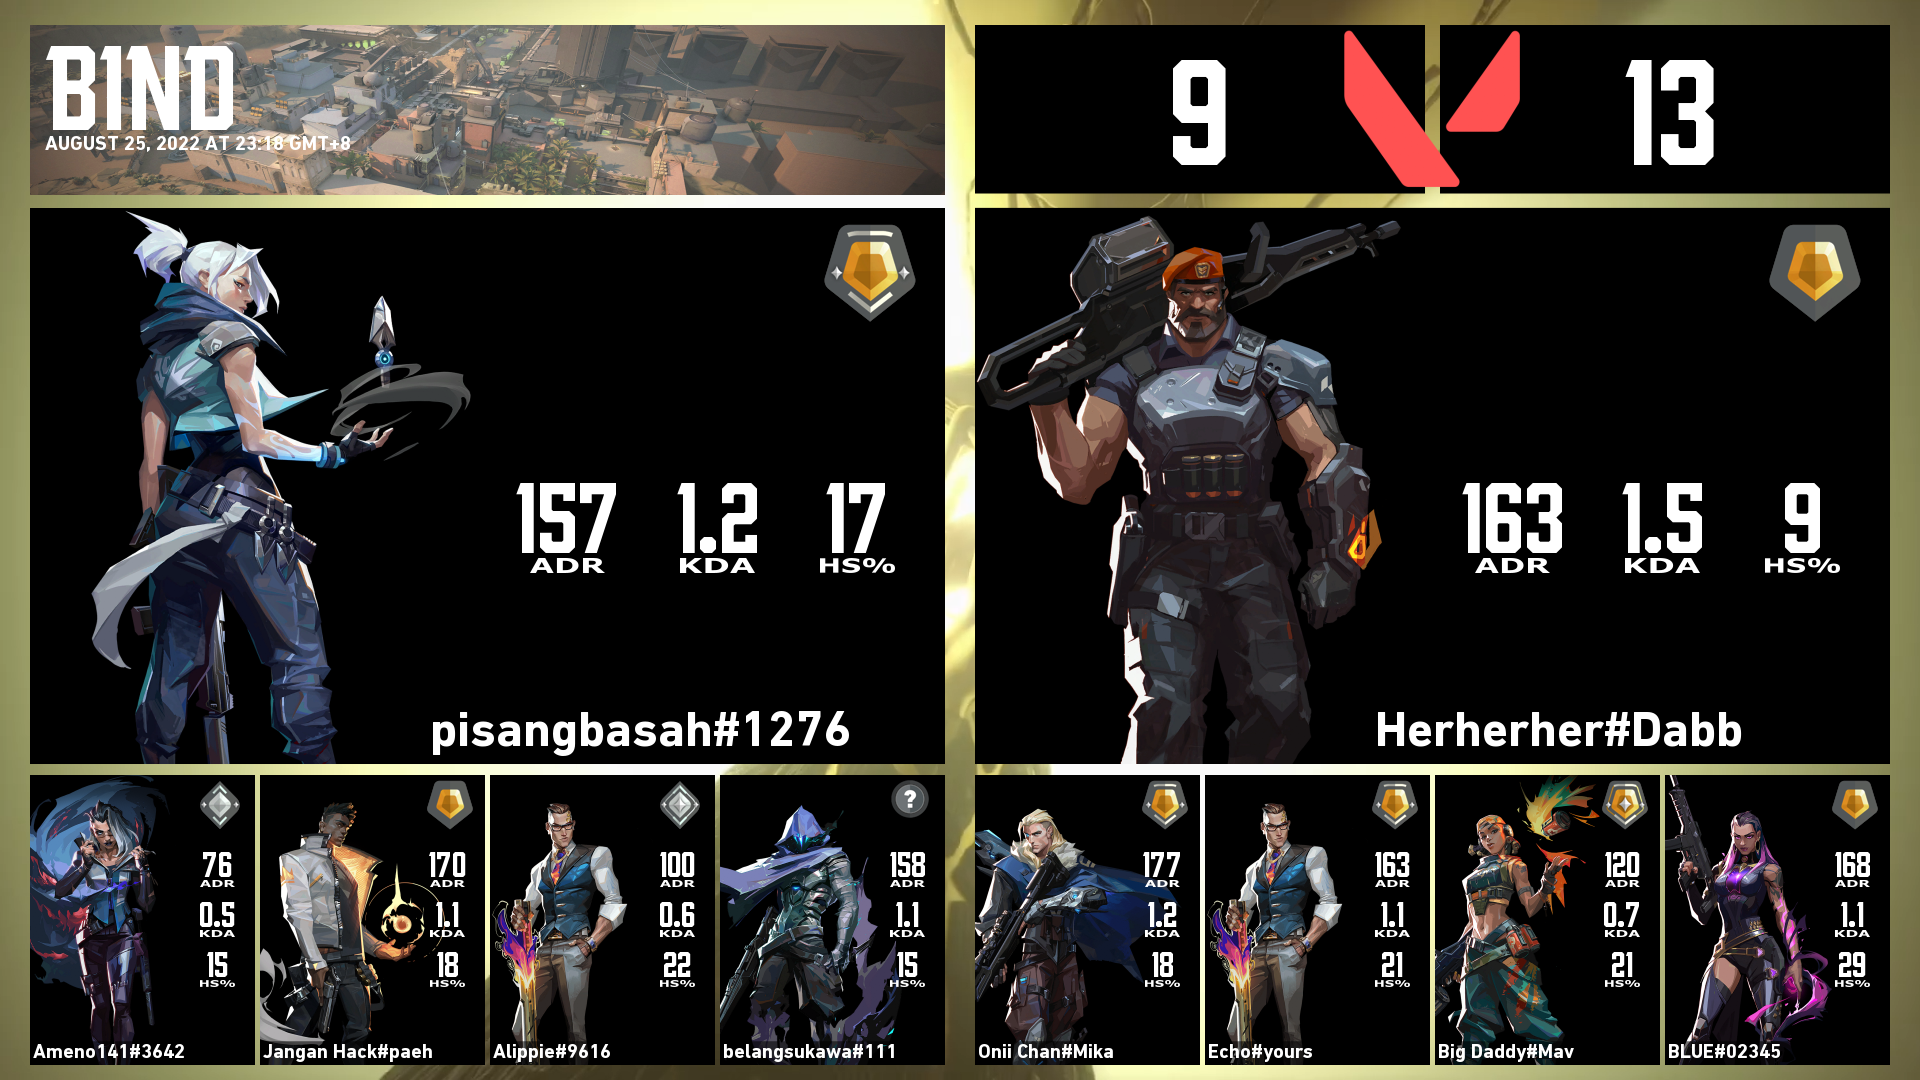 B1ND
AUGUST 25, 2022 AT 23:18 GMT+8
9
13
157 1.2 17
ADR KDA HS%
pisangbasah#1276
163 1.5 9
ADR KDA HS%
Herherher#Dabb
76
ADR
0.5
KDA
15
HS%
Ameno141#3642
170
ADR
1.1
KDA
18
HS%
Jangan Hack#paeh
100
ADR
0.6
KDA
22
HS%
Alippie#9616
?
158
ADR
1.1
KDA
15
HS%
belangsukawa#111
177
ADR
1.2
KDA
18
HS%
Onii Chan#Mika
163
ADR
1.1
KDA
21
HS%
Echo#yours
120
ADR
0.7
KDA
21
HS%
Big Daddy#Mav
168
ADR
1.1
KDA
29
HS%
BLUE#02345